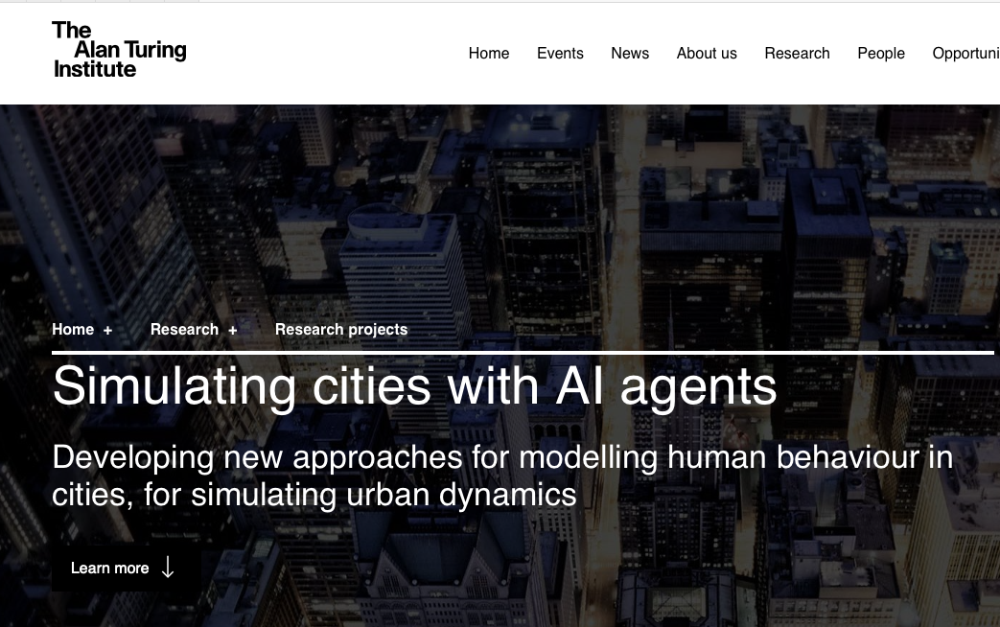 The
Alan Turing
Institute
Home Events News About us Research People Opportuni
Home + Research + Research projects
Simulating cities with AI agents
Developing new approaches for modelling human behaviour in
cities, for simulating urban dynamics
Learn more ↓